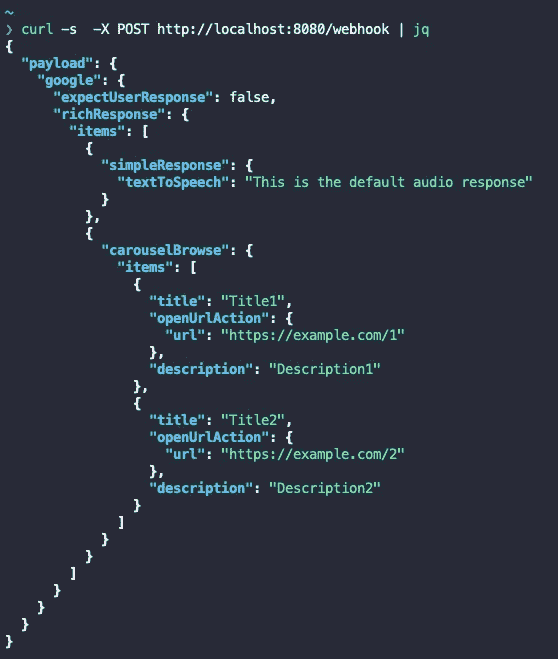 ~
❯ curl -s  -X POST http://localhost:8080/webhook | jq
{
  "payload": {
    "google": {
      "expectUserResponse": false,
      "richResponse": {
        "items": [
          {
            "simpleResponse": {
              "textToSpeech": "This is the default audio response"
            }
          },
          {
            "carouselBrowse": {
              "items": [
                {
                  "title": "Title1",
                  "openUrlAction": {
                    "url": "https://example.com/1"
                  },
                  "description": "Description1"
                },
                {
                  "title": "Title2",
                  "openUrlAction": {
                    "url": "https://example.com/2"
                  },
                  "description": "Description2"
                }
              ]
            }
          }
        ]
      }
    }
  }
}